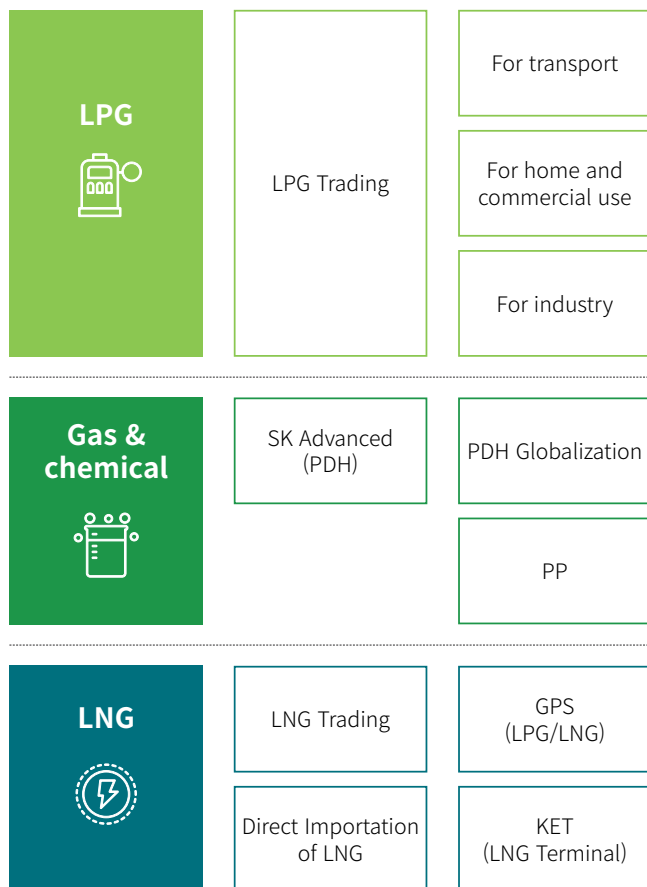 LPG
LPG Trading
For transport
For home and
commercial use
For industry
Gas &
chemical
SK Advanced
(PDH)
PDH Globalization
PP
LNG
LNG Trading
GPS
(LPG/LNG)
Direct Importation
of LNG
KET
(LNG Terminal)